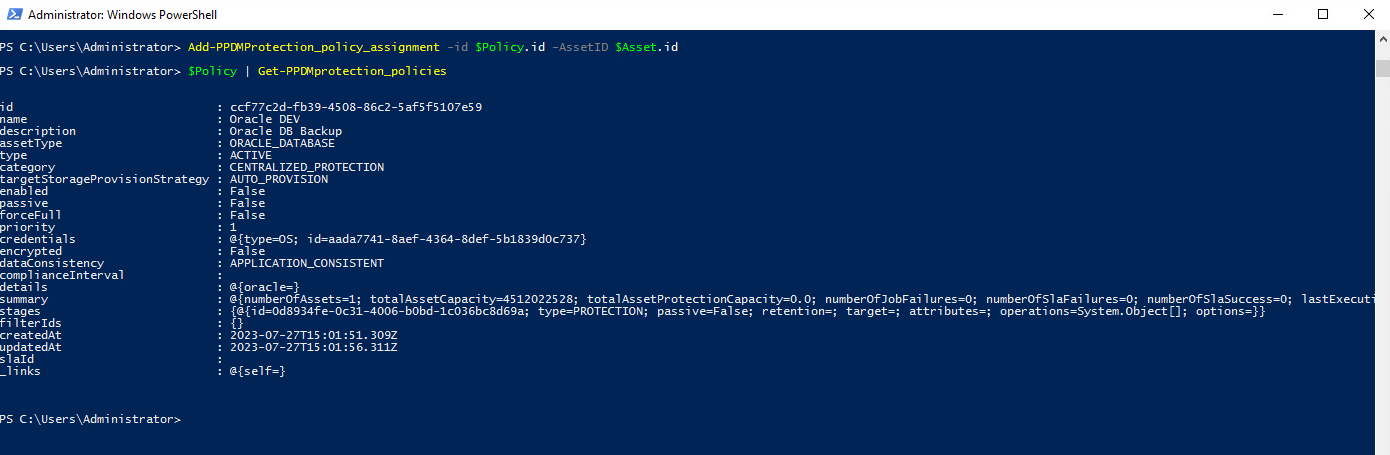 Administrator: Windows PowerShell
PS C:\Users\Administrator> Add-PPDMProtection_policy_assignment -id $Policy.id -AssetID $Asset.id
PS C:\Users\Administrator> $Policy | Get-PPDMprotection_policies
id : ccf77c2d-fb39-4508-86c2-5af5f5107e59
name : Oracle DEV
description : Oracle DB Backup
assetType : ORACLE_DATABASE
type : ACTIVE
category : CENTRALIZED_PROTECTION
targetStorageProvisionStrategy : AUTO_PROVISION
enabled : False
passive : False
forceFull : False
priority : 1
credentials : @{type=OS; id=aada7741-8aef-4364-8def-5b1839d0c737}
encrypted : False
dataConsistency : APPLICATION_CONSISTENT
complianceInterval :
details : @{oracle=}
summary : @{numberOfAssets=1; totalAssetCapacity=4512022528; totalAssetProtectionCapacity=0.0; numberOfJobFailures=0; numberOfSlaFailures=0; numberOfSlaSuccess=0; lastExecuti
stages : {@{id=0d8934fe-0c31-4006-b0bd-1c036bc8d69a; type=PROTECTION; passive=False; retention=; target=; attributes=; operations=System.Object[]; options=}}
filterIds : {}
createdAt : 2023-07-27T15:01:51.309Z
updatedAt : 2023-07-27T15:01:56.311Z
slaId :
_links : @{self=}
PS C:\Users\Administrator>